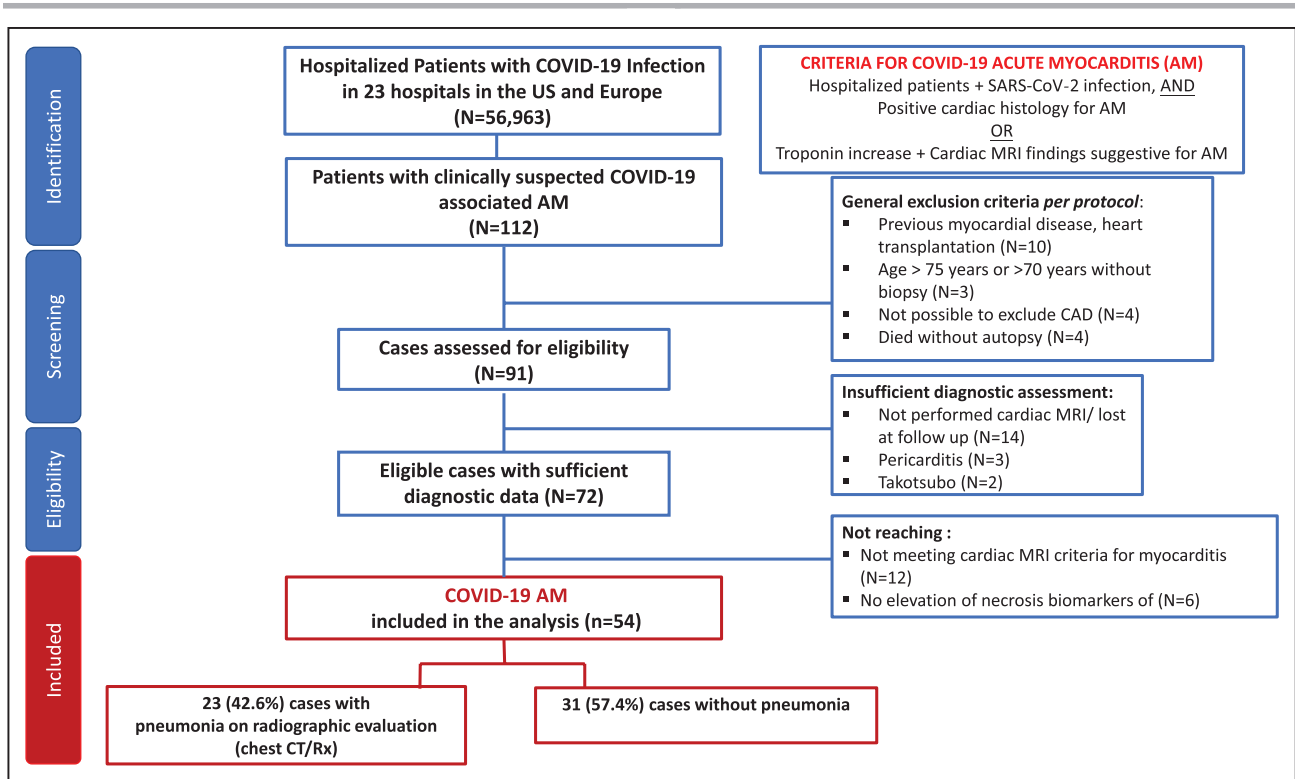 Identification
Hospitalized Patients with COVID-19 Infection
in 23 hospitals in the US and Europe
(N=56,963)
CRITERIA FOR COVID-19 ACUTE MYOCARDITIS (AM)
Hospitalized patients + SARS-CoV-2 infection, AND
Positive cardiac histology for AM
OR
Troponin increase + Cardiac MRI findings suggestive for AM
Patients with clinically suspected COVID-19
associated AM
(N=112)
General exclusion criteria per protocol:
▪ Previous myocardial disease, heart
transplantation (N=10)
▪ Age > 75 years or >70 years without
biopsy (N=3)
▪ Not possible to exclude CAD (N=4)
▪ Died without autopsy (N=4)
Screening
Cases assessed for eligibility
(N=91)
Insufficient diagnostic assessment:
▪ Not performed cardiac MRI/ lost
at follow up (N=14)
▪ Pericarditis (N=3)
▪ Takotsubo (N=2)
Eligibility
Eligible cases with sufficient
diagnostic data (N=72)
Not reaching :
▪ Not meeting cardiac MRI criteria for myocarditis
(N=12)
▪ No elevation of necrosis biomarkers of (N=6)
Included
COVID-19 AM
included in the analysis (n=54)
23 (42.6%) cases with
pneumonia on radiographic evaluation
(chest CT/Rx)
31 (57.4%) cases without pneumonia